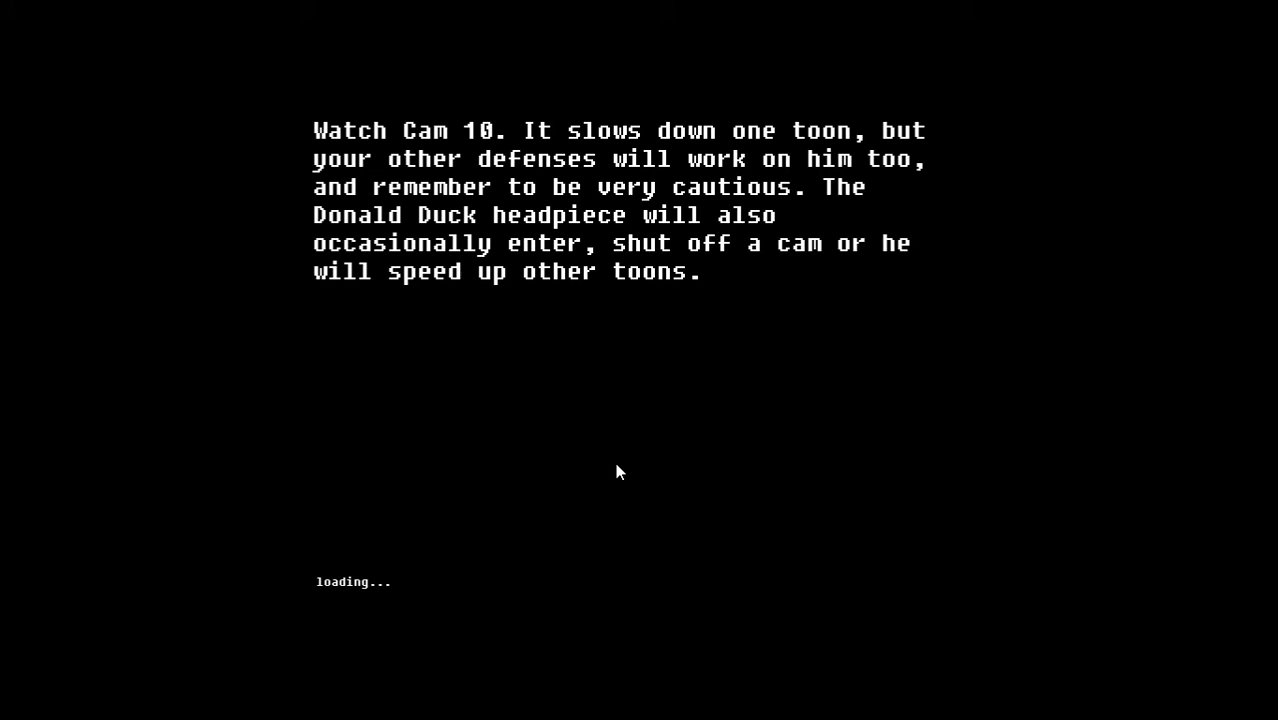 Watch Cam 10. It slows down one toon, but
your other defenses will work on him too,
and remember to be very cautious. The
Donald Duck headpiece will also
occasionally enter, shut off a cam or he
will speed up other toons.
loading...